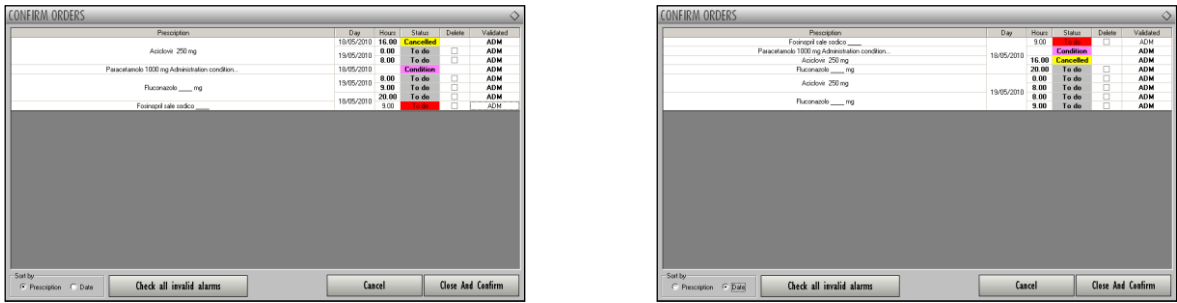 CONFIRM ORDERS
Prescription Day Hours Status Delete Validated
18/05/2010 16.00 Cancelled ADM
Aciclovir 250 mg 19/05/2010 0.00 To do ADM
8.00 To do ADM
Paracetamolo 1000 mg Administration condition... 18/05/2010 Condition ADM
Fluconazolo ____ mg 19/05/2010 8.00 To do ADM
9.00 To do ADM
18/05/2010 20.00 To do ADM
Fosinopril sale sodico ____ 9.00 To do ADM
Sort by
Prescription Date Check all invalid alarms Cancel Close And Confirm
CONFIRM ORDERS
Prescription Day Hours Status Delete Validated
Fosinopril sale sodico ____ 18/05/2010 9.00 To do ADM
Paracetamolo 1000 mg Administration condition... Condition ADM
Aciclovir 250 mg 16.00 Cancelled ADM
Fluconazolo ____ mg 20.00 To do ADM
Aciclovir 250 mg 19/05/2010 0.00 To do ADM
8.00 To do ADM
Fluconazolo ____ mg 8.00 To do ADM
9.00 To do ADM
Sort by
Prescription Date Check all invalid alarms Cancel Close And Confirm